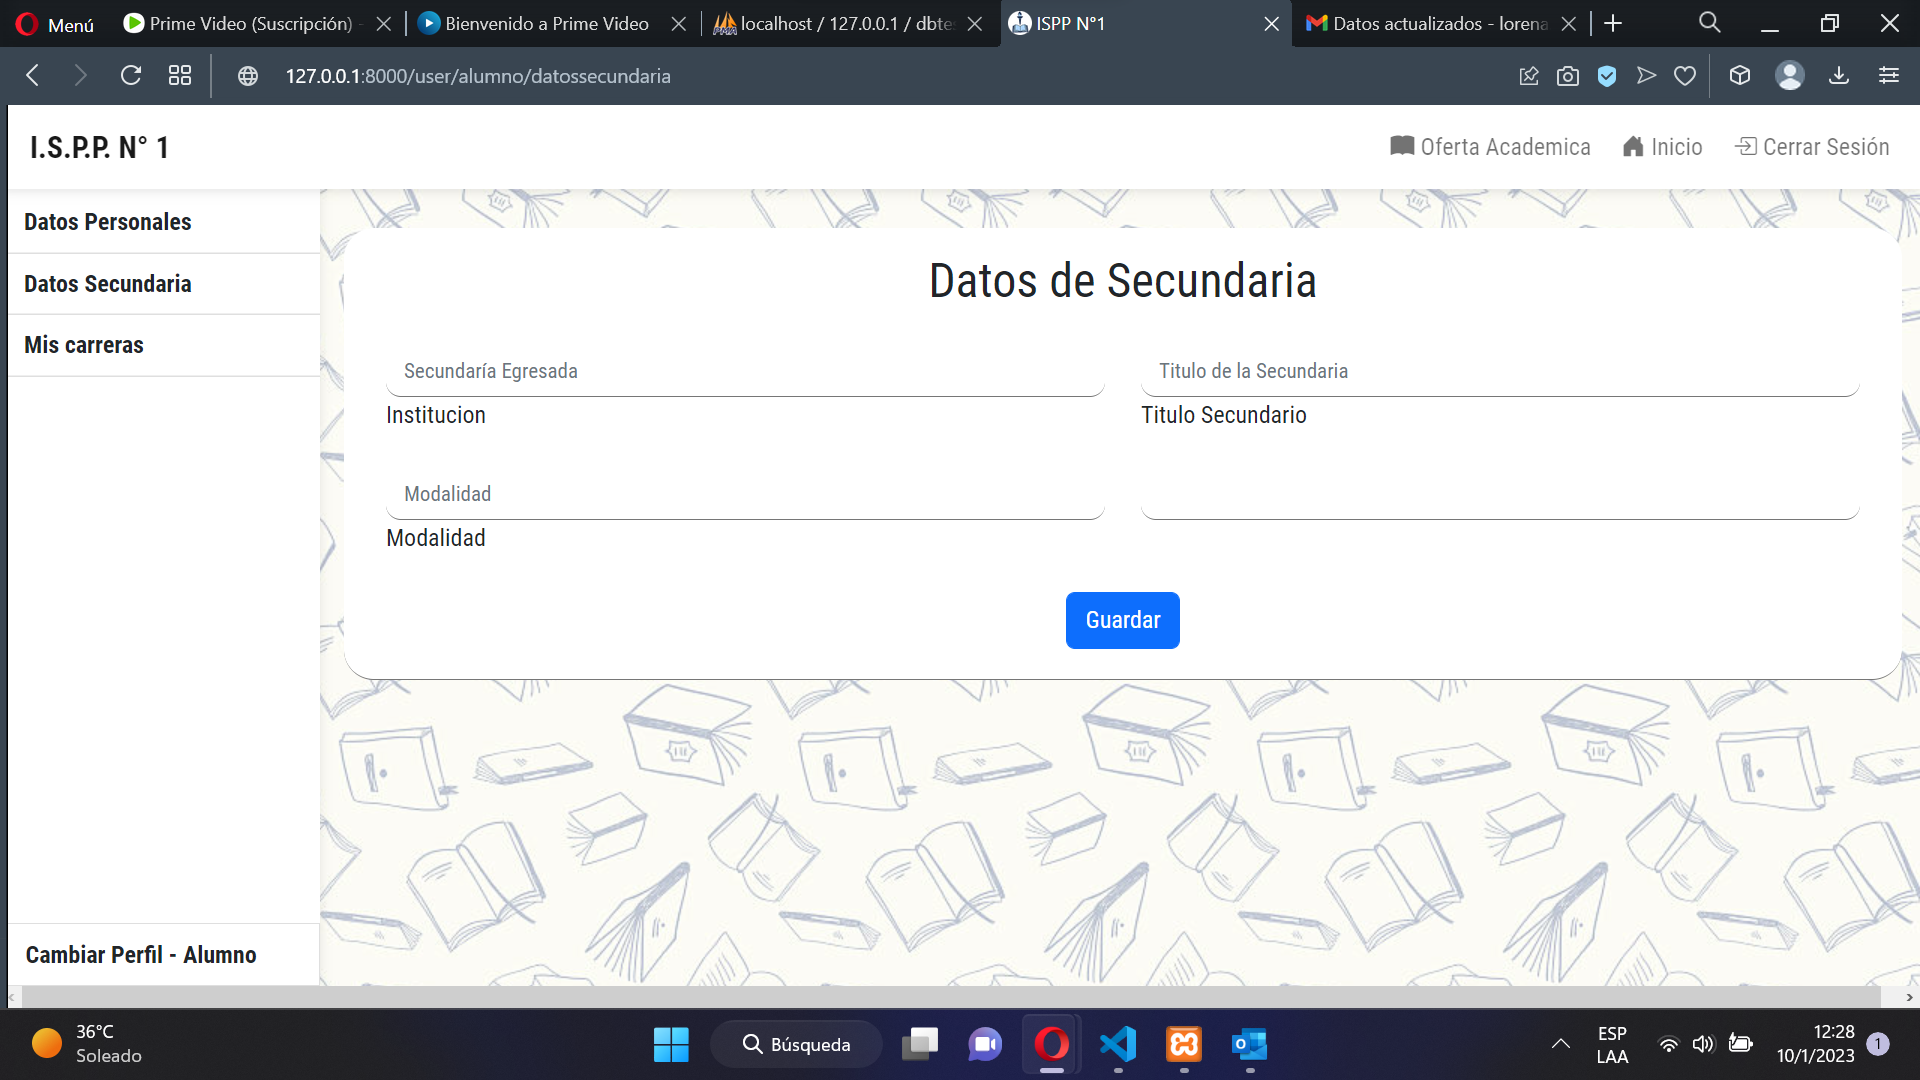 Menú
Prime Video (Suscripción) -
Bienvenido a Prime Video
localhost / 127.0.0.1 / dbte
ISPP N°1
Datos actualizados - lorena
127.0.0.1:8000/user/alumno/datossecundaria
I.S.P.P. N° 1
Oferta Academica
Inicio
Cerrar Sesión
Datos Personales
Datos Secundaria
Mis carreras
Datos de Secundaria
Secundaría Egresada
Titulo de la Secundaria
Institucion
Titulo Secundario
Modalidad
Modalidad
Guardar
Cambiar Perfil - Alumno
36°C
Soleado
Búsqueda
ESP
LAA
12:28
10/1/2023
1